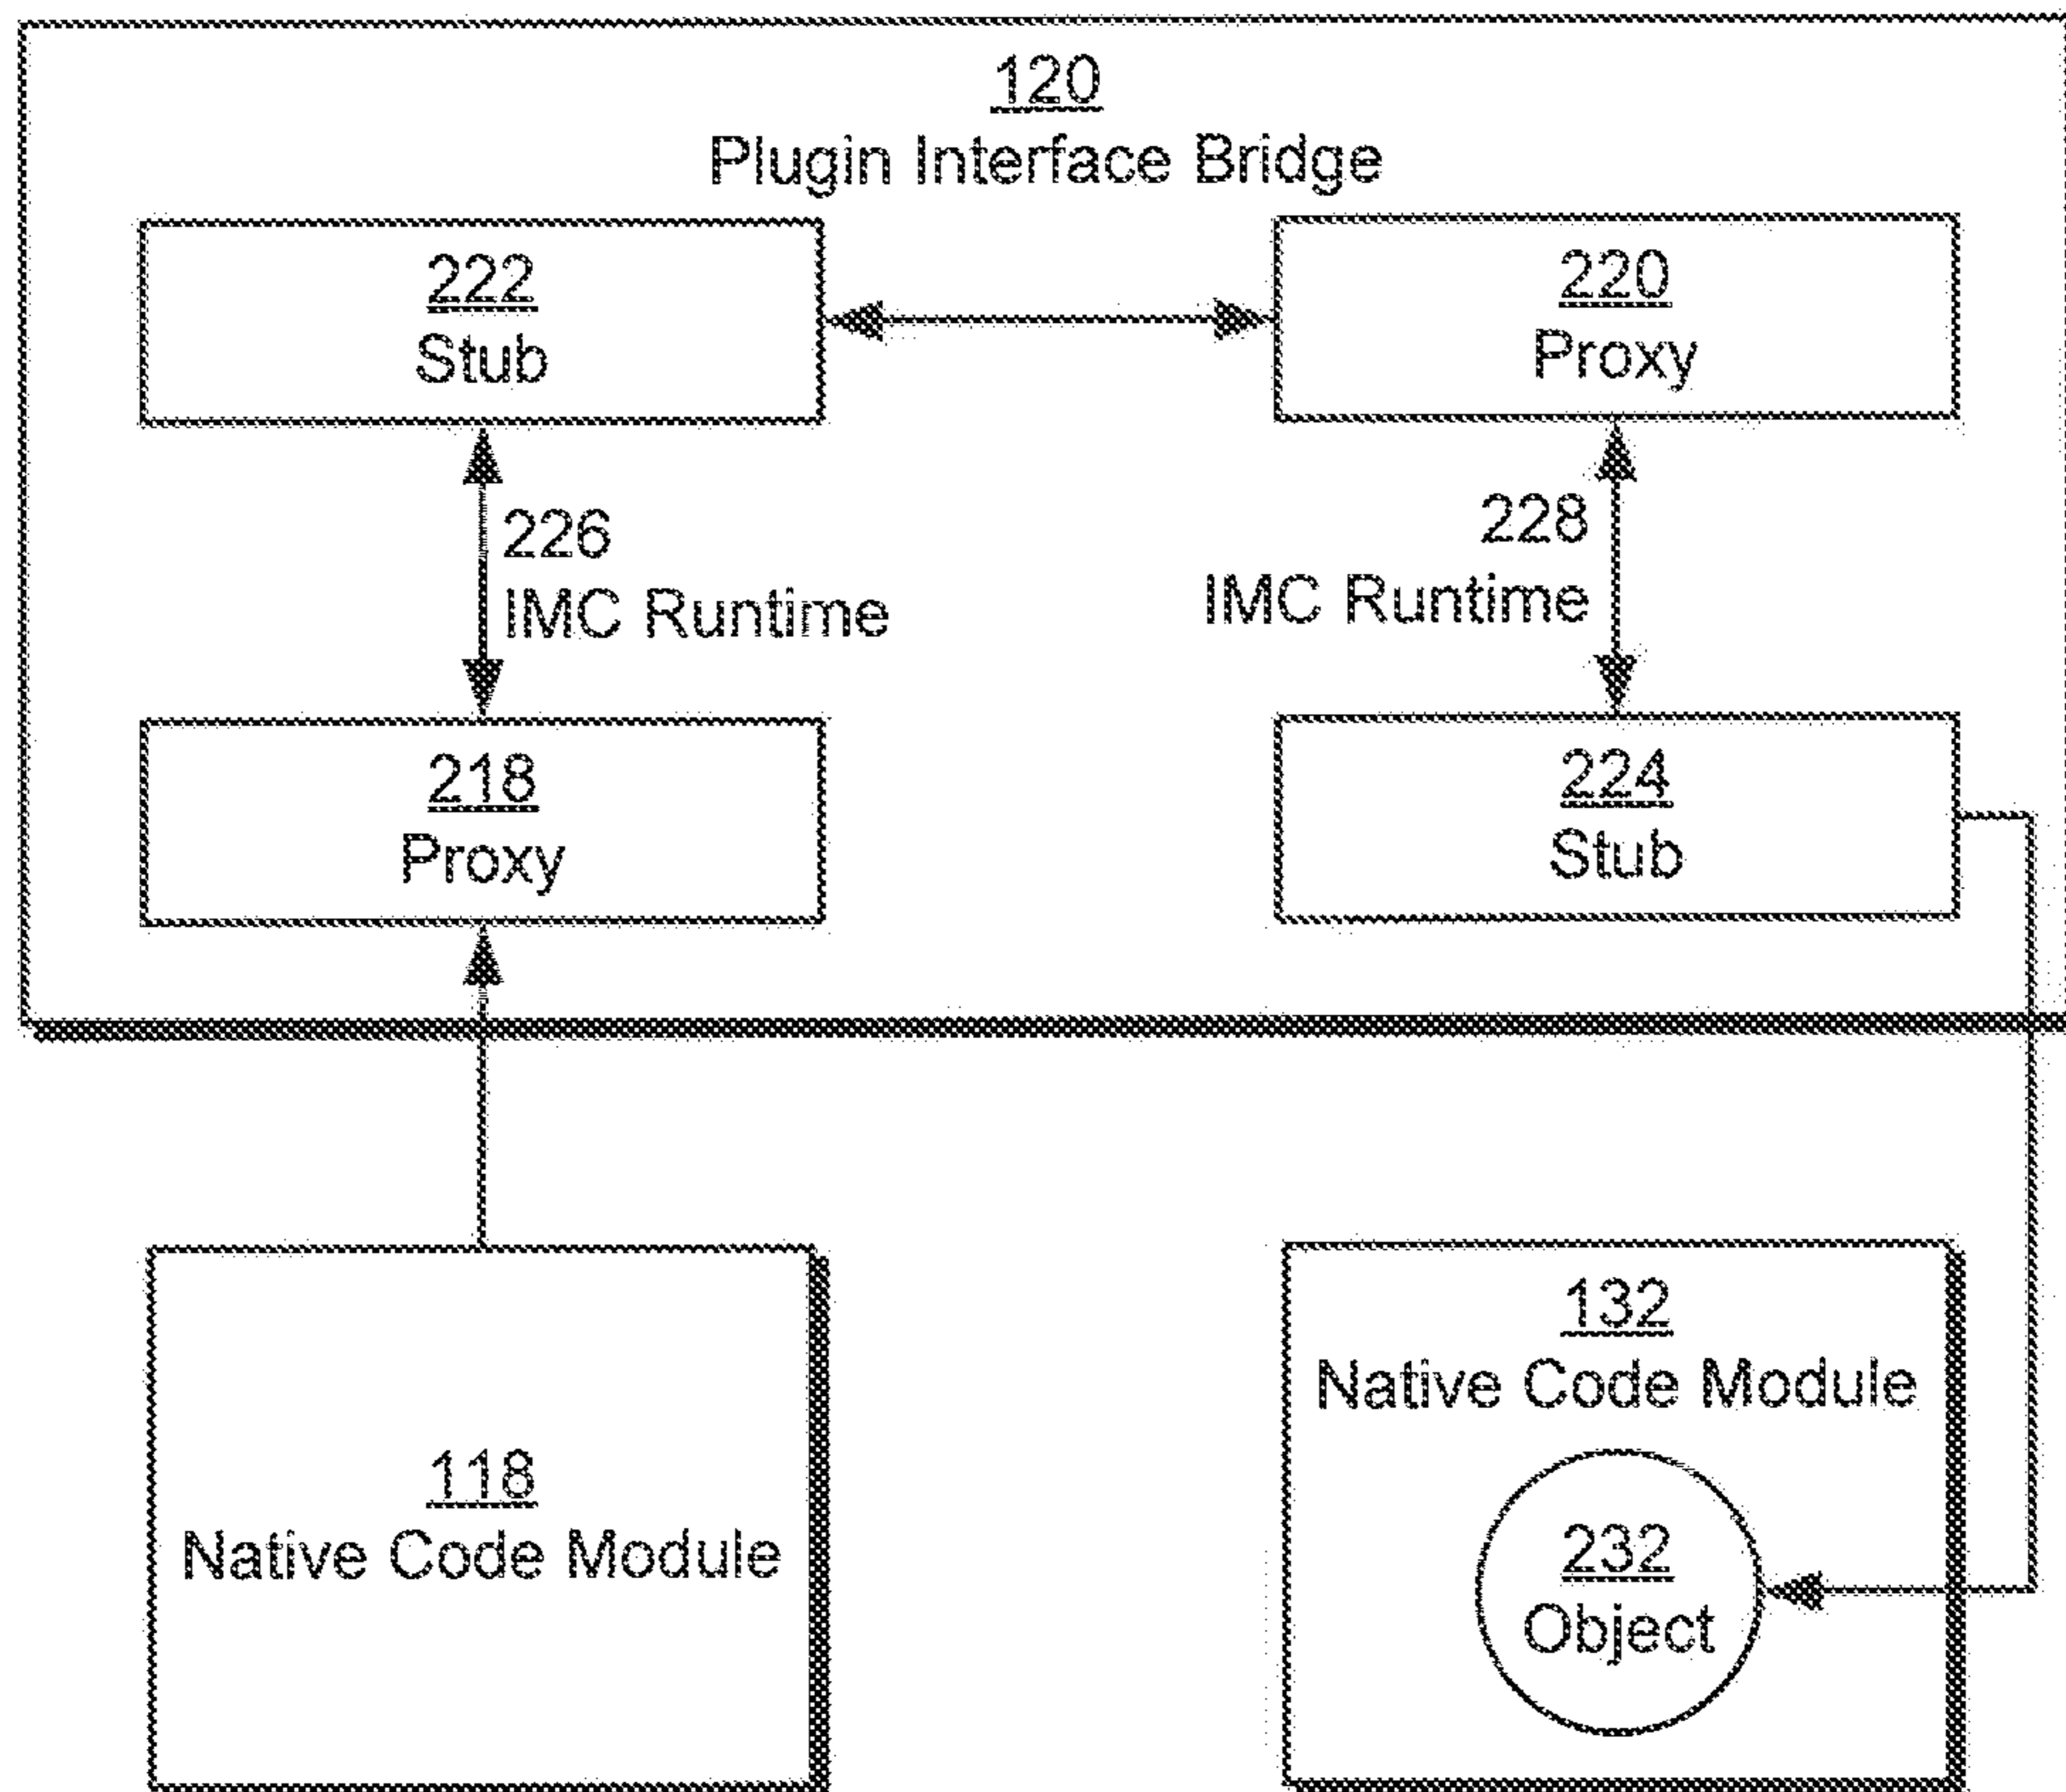 120
Plugin Interface Bridge
222
Stub
220
Proxy
226
IMC Runtime
228
IMC Runtime
218
Proxy
224
Stub
118
Native Code Module
132
Native Code Module
232
Object